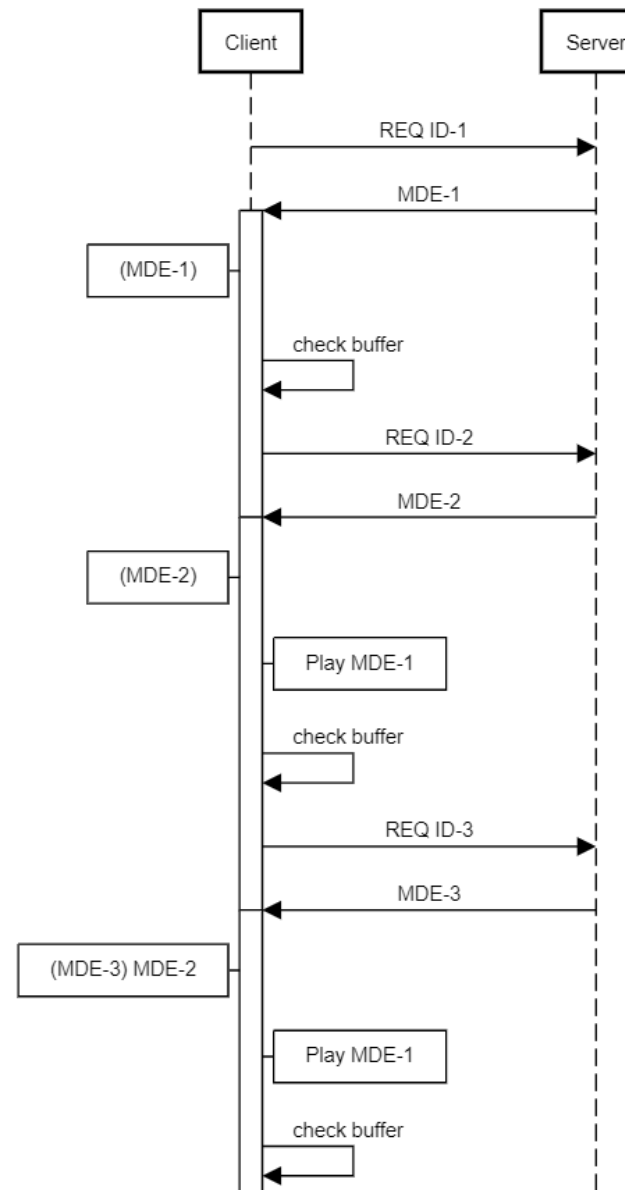 Client
Server
REQ ID-1
MDE-1
(MDE-1)
check buffer
REQ ID-2
MDE-2
(MDE-2)
Play MDE-1
check buffer
REQ ID-3
MDE-3
(MDE-3) MDE-2
Play MDE-1
check buffer